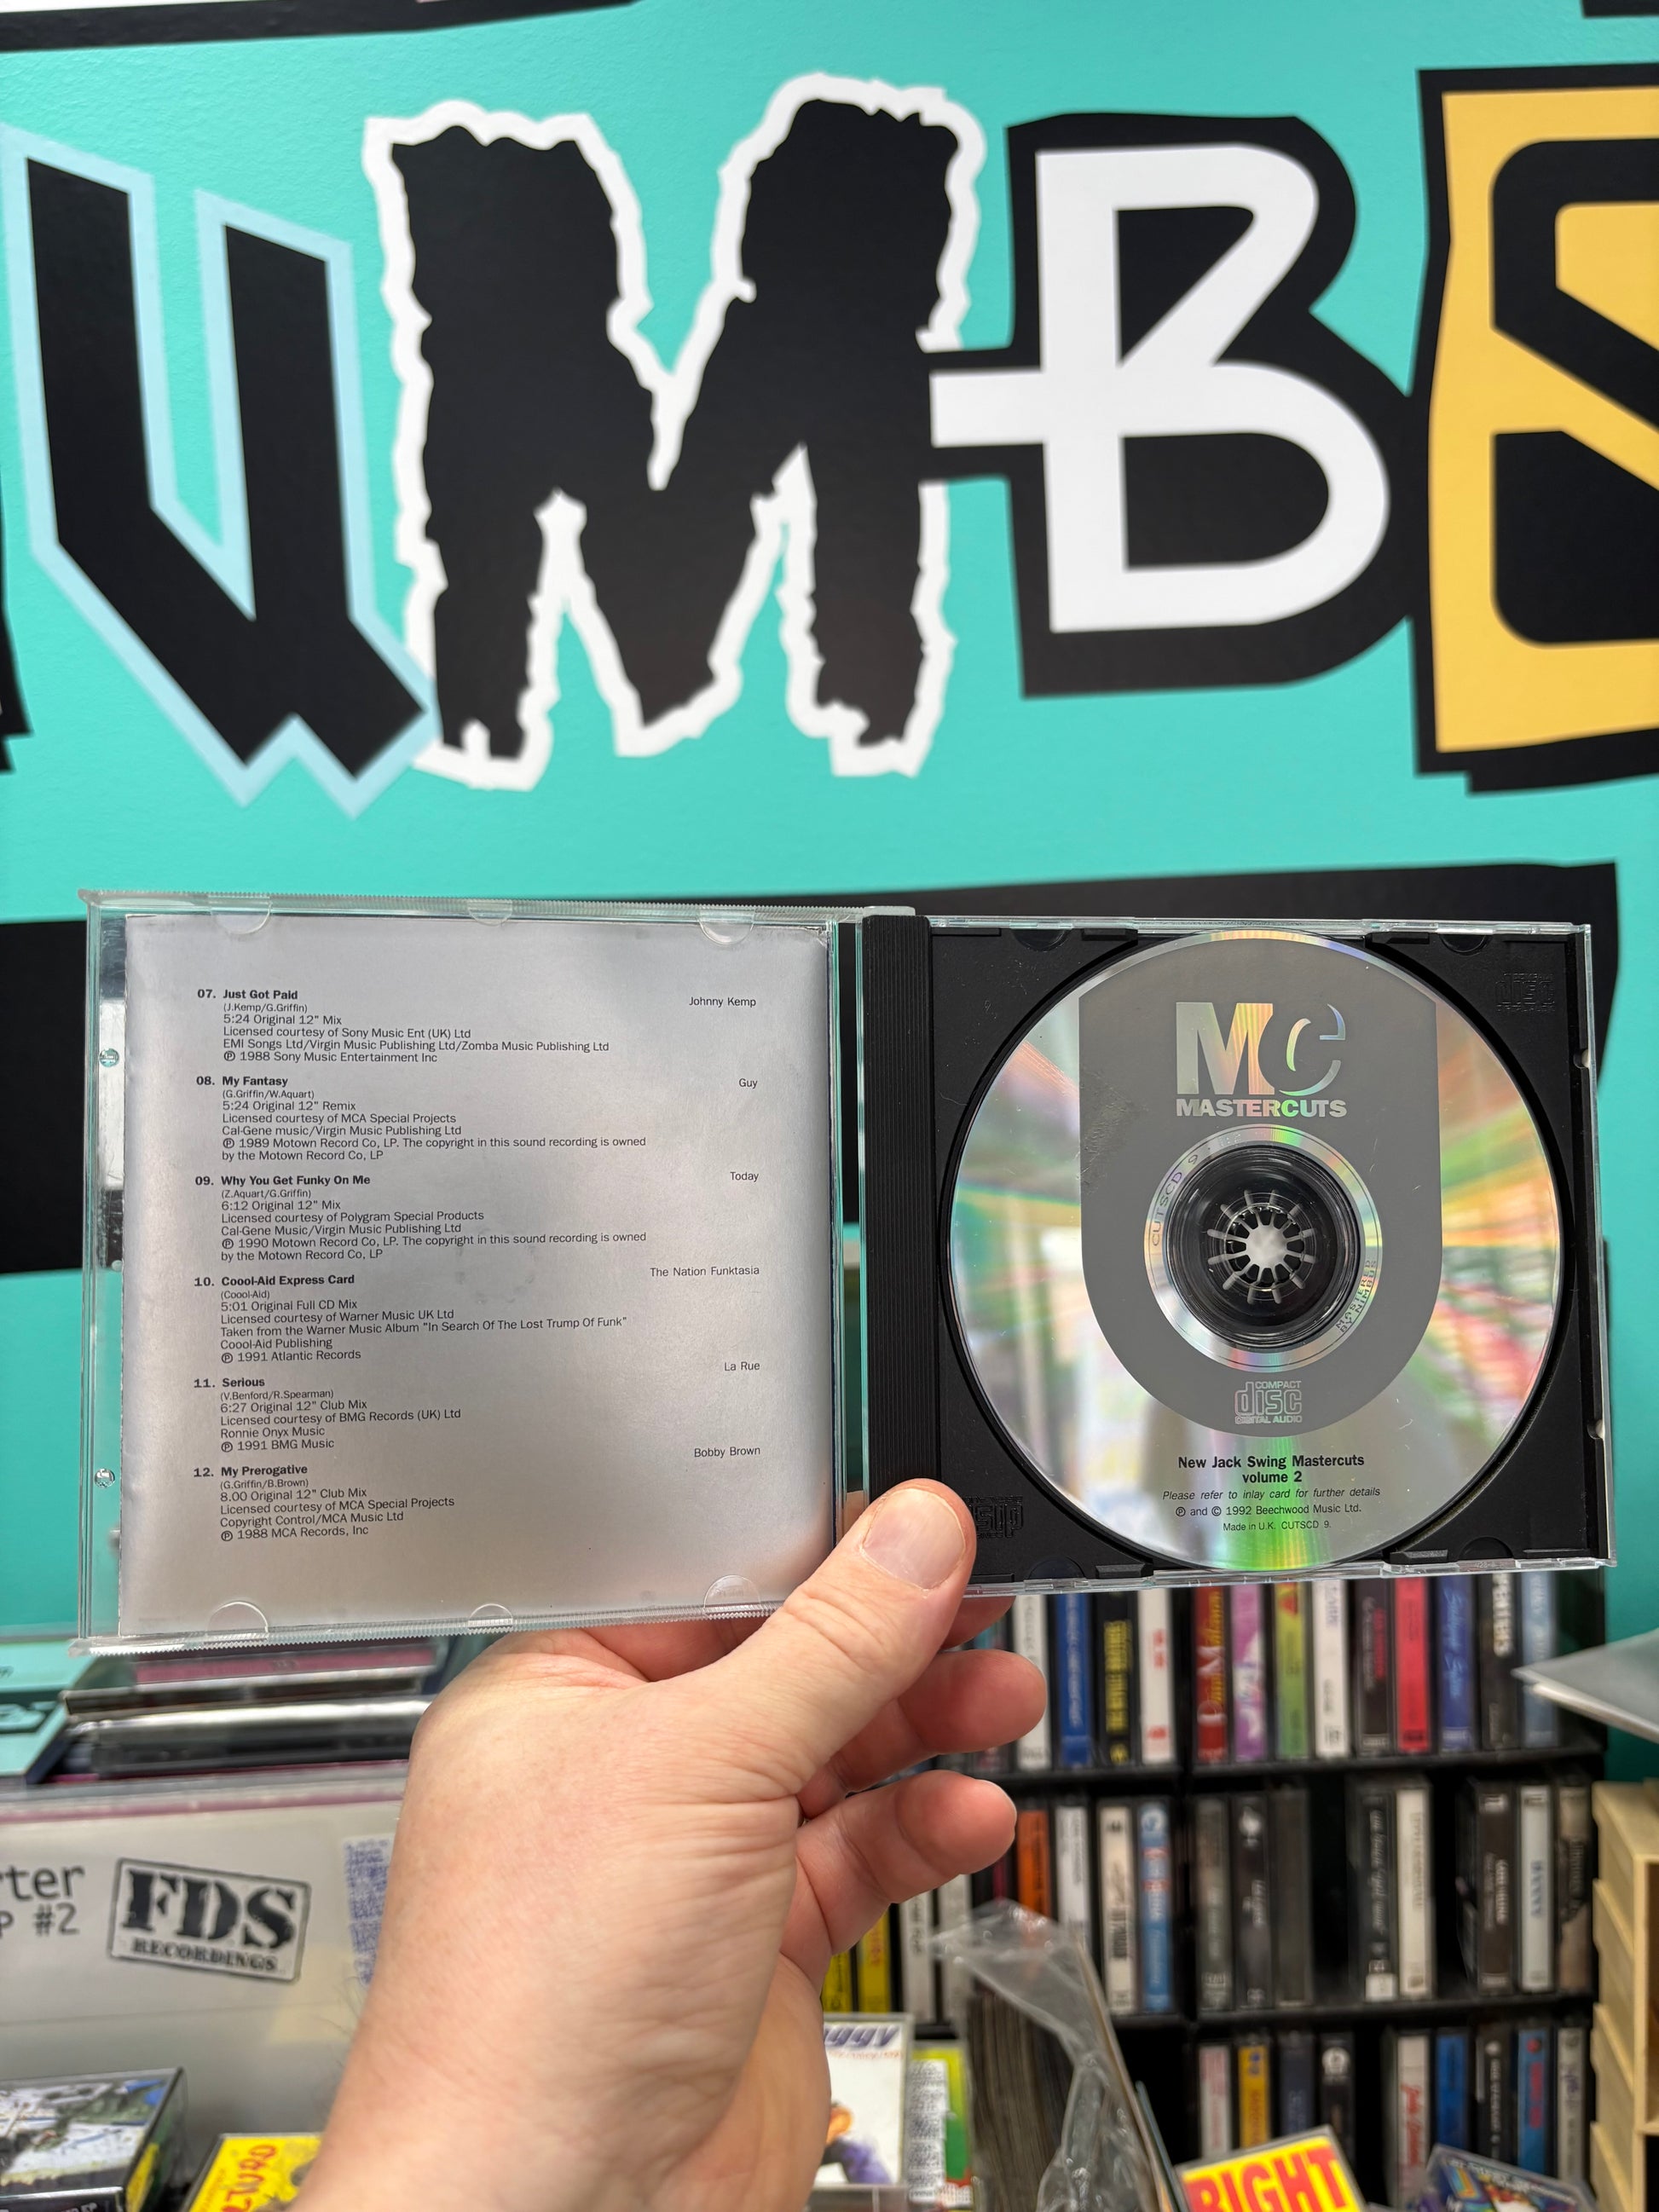 UMBS
07. Just Got Paid
Johnny Kemp
(J.Kemp/G.Griffin)
5:24 Original 12" Mix
Licensed courtesy of Sony Music Ent (UK) Ltd
EMI Songs Ltd/Virgin Music Publishing Ltd/Zomba Music Publishing Ltd
℗ 1988 Sony Music Entertainment Inc
08. My Fantasy
Guy
(G.Griffin/W.Aquart)
5:24 Original 12" Remix
Licensed courtesy of MCA Special Projects
Cal-Gene music/Virgin Music Publishing Ltd
℗ 1989 Motown Record Co, LP. The copyright in this sound recording is owned
by the Motown Record Co, LP
09. Why You Get Funky On Me
Today
(Z.Aquart/G.Griffin)
6:12 Original 12" Mix
Licensed courtesy of Polygram Special Products
Cal-Gene Music/Virgin Music Publishing Ltd
℗ 1990 Motown Record Co, LP. The copyright in this sound recording is owned
by the Motown Record Co, LP
The Nation Funktasia
10. Coool-Aid Express Card
(Coool-Aid)
5:01 Original Full CD Mix
Licensed courtesy of Warner Music UK Ltd
Taken from the Warner Music Album "In Search Of The Lost Trump Of Funk"
Coool-Aid Publishing
℗ 1991 Atlantic Records
La Rue
11. Serious
(V.Benford/R.Spearman)
6:27 Original 12" Club Mix
Licensed courtesy of BMG Records (UK) Ltd
Ronnie Onyx Music
℗ 1991 BMG Music
Bobby Brown
12. My Prerogative
(G.Griffin/B.Brown)
8.00 Original 12" Club Mix
Licensed courtesy of MCA Special Projects
Copyright Control/MCA Music Ltd
℗ 1988 MCA Records, Inc
MC
MASTERCUTS
CUTSCD 9
MASTERED
BY NIMBUS
COMPACT
disc
DIGITAL AUDIO
New Jack Swing Mastercuts
volume 2
Please refer to inlay card for further details
℗ and © 1992 Beechwood Music Ltd.
Made in U.K. CUTSCD 9.
disc
rter
p #2
FDS
RECORDINGS
RIGHT